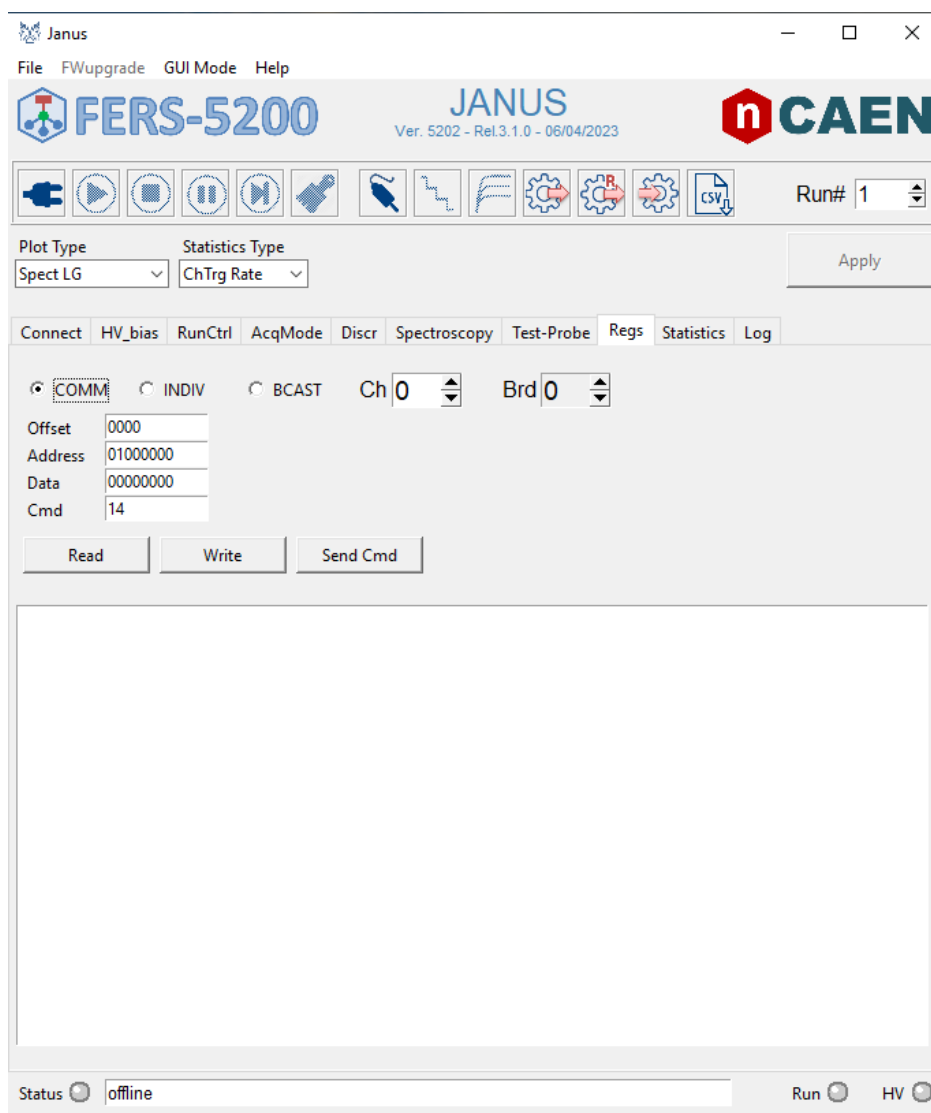 Janus
File FWupgrade GUI Mode Help
FERS-5200
JANUS
Ver. 5202 - Rel.3.1.0 - 06/04/2023
n CAEN
R
CSV
Run# 1
Plot Type Statistics Type
Spect LG ChTrg Rate
Apply
Connect HV_bias RunCtrl AcqMode Discr Spectroscopy Test-Probe Regs Statistics Log
COMM INDIV BCAST Ch 0 Brd 0
Offset 0000
Address 01000000
Data 00000000
Cmd 14
Read Write Send Cmd
Status offline Run HV